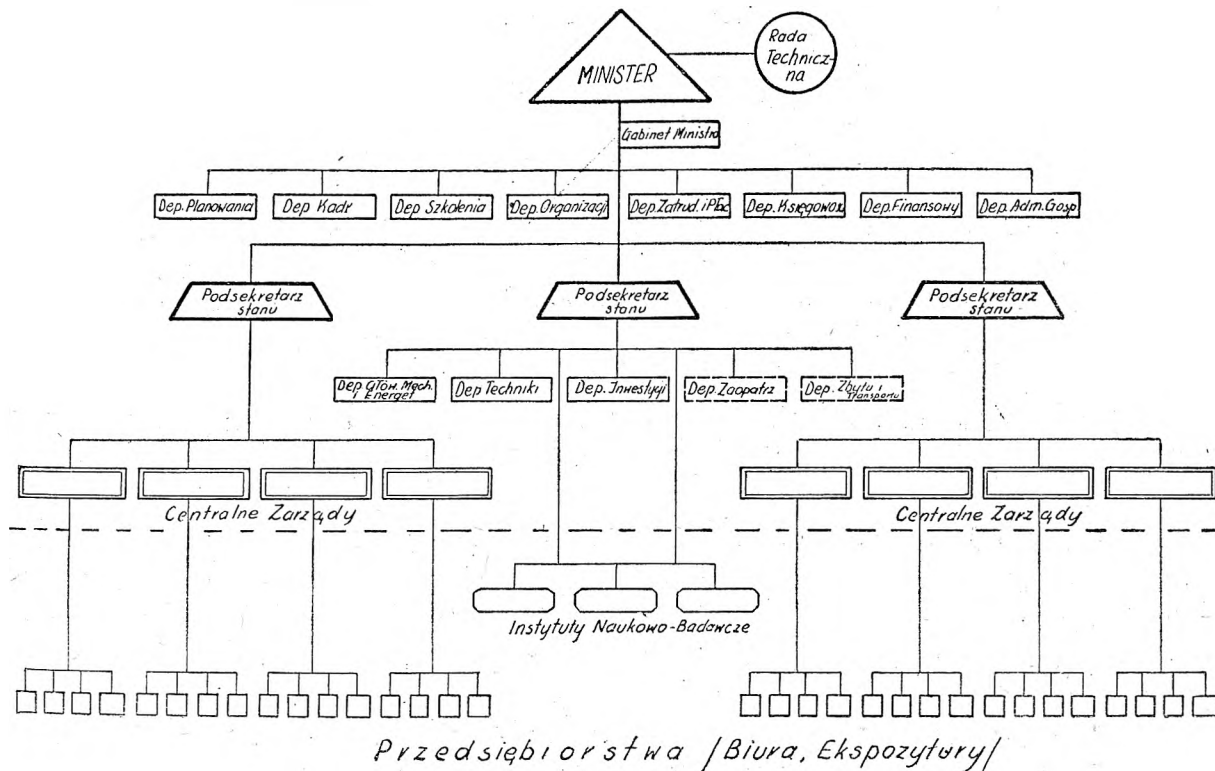 Rada
Technicz-
na
MINISTER
Gabinet Ministra
Dep. Planowania
Dep Kadr
Dep Szkolenia
Dep. Organizacji
Dep. Zatrud. i Płac
Dep. Księgowoś.
Dep. Finansowy
Dep. Adm. Gosp
Podsekretarz
stanu
Podsekretarz
stanu
Podsekretarz
stanu
Dep Głów. Mech.
i Energet
Dep Techniki
Dep. Inwestycji
Dep. Zaopatrz
Dep. Zbytu i
Transportu
Centralne Zarządy
Centralne Zarządy
Instytuty Naukowo-Badawcze
Przedsiębiorstwa /Biura, Ekspozytury/